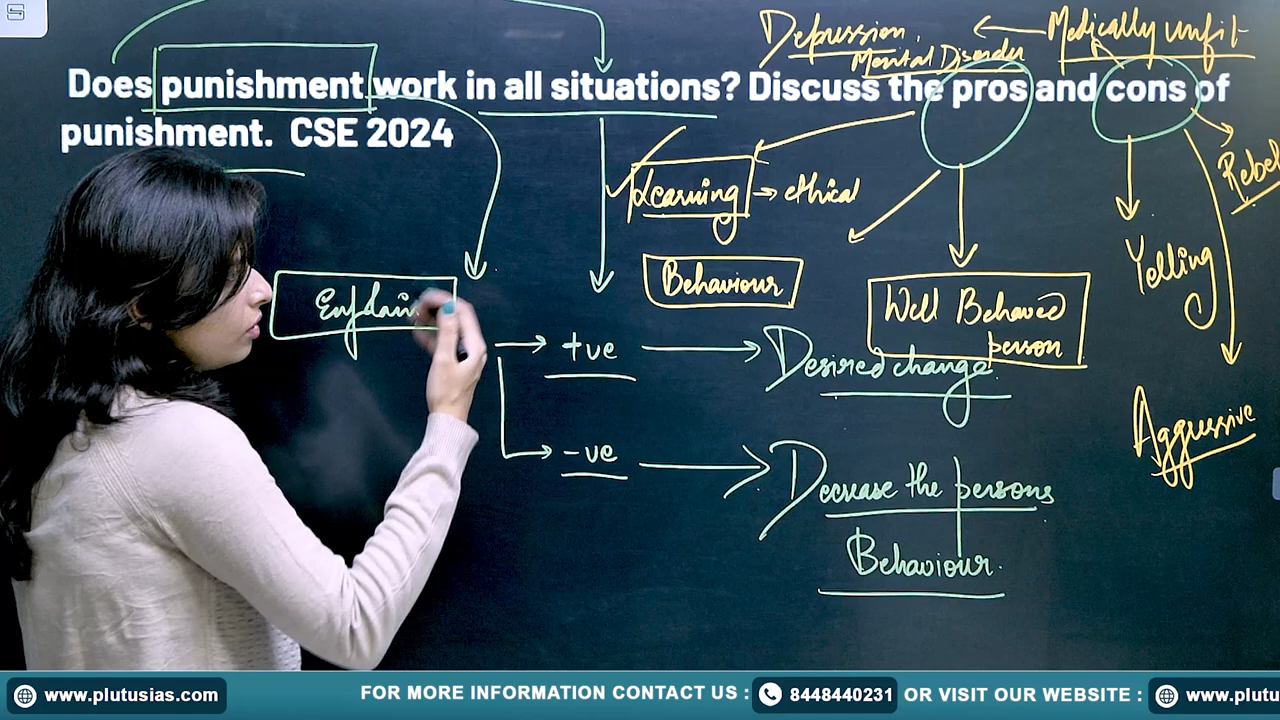 Depression, ← Medically unfit
Mental Disorder
Does punishment work in all situations? Discuss the pros and cons of
punishment. CSE 2024
Learning → ethical
Rebel
Behaviour
Yelling
Explain
Well Behaved
person
+ve → Desired change
Aggressive
-ve → Decrease the persons
Behaviour.
www.plutusias.com
FOR MORE INFORMATION CONTACT US : 8448440231 OR VISIT OUR WEBSITE : www.plutu